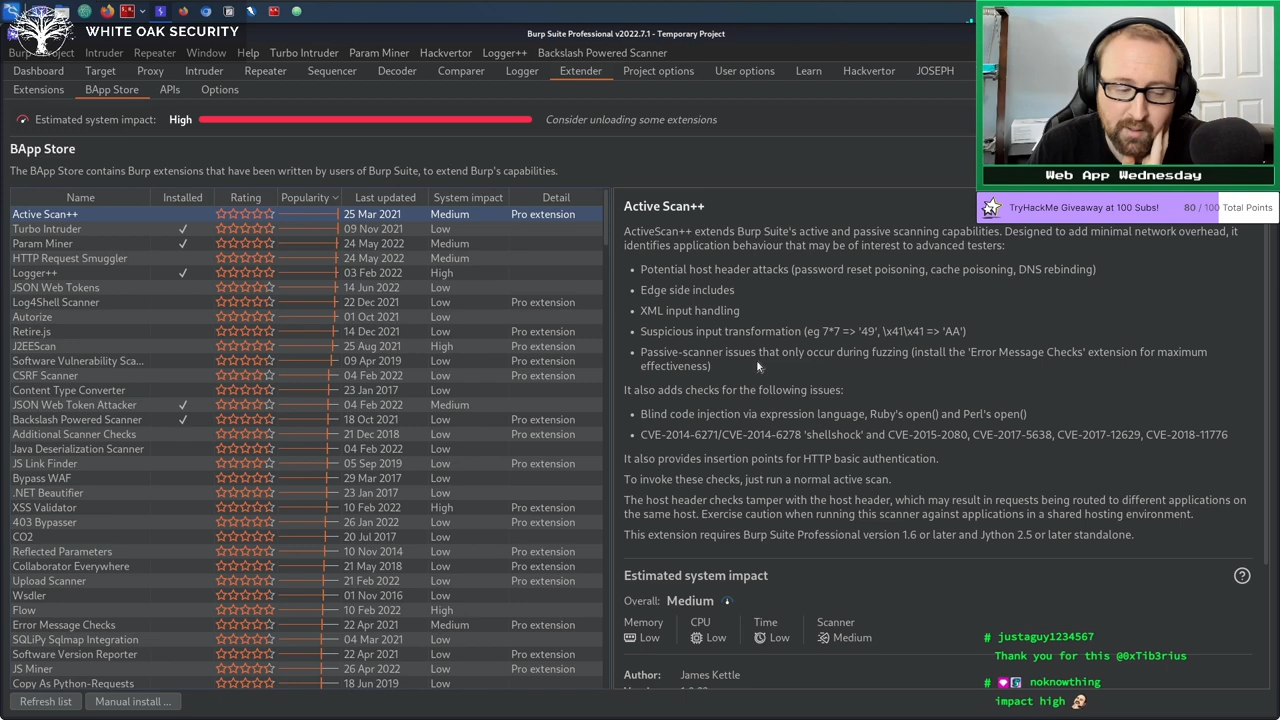 WHITE OAK SECURITY
Burp Suite Professional v2022.7.1 - Temporary Project
Burp Project Intruder Repeater Window Help Turbo Intruder Param Miner Hackvertor Logger++ Backslash Powered Scanner
Dashboard Target Proxy Intruder Repeater Sequencer Decoder Comparer Logger Extender Project options User options Learn Hackvertor JOSEPH
Extensions BApp Store APIs Options
Estimated system impact: High Consider unloading some extensions
BApp Store
The BApp Store contains Burp extensions that have been written by users of Burp Suite, to extend Burp's capabilities.
Name Installed Rating Popularity Last updated System impact Detail
Active Scan++ 25 Mar 2021 Medium Pro extension
Turbo Intruder ✓ 09 Nov 2021 Low
Param Miner ✓ 24 May 2022 Medium
HTTP Request Smuggler 24 May 2022 Medium
Logger++ ✓ 03 Feb 2022 High
JSON Web Tokens 14 Jun 2022 Low
Log4Shell Scanner 22 Dec 2021 Low Pro extension
Autorize 01 Oct 2021 Low
Retire.js 14 Dec 2021 Low Pro extension
J2EEScan 25 Aug 2021 High Pro extension
Software Vulnerability Sca... 09 Apr 2019 Low Pro extension
CSRF Scanner 04 Feb 2022 Low Pro extension
Content Type Converter 23 Jan 2017 Low
JSON Web Token Attacker ✓ 04 Feb 2022 Medium
Backslash Powered Scanner ✓ 18 Oct 2021 Low Pro extension
Additional Scanner Checks 21 Dec 2018 Low Pro extension
Java Deserialization Scanner 04 Feb 2022 Low Pro extension
JS Link Finder 05 Sep 2019 Low Pro extension
Bypass WAF 29 Mar 2017 Low
.NET Beautifier 23 Jan 2017 Low
XSS Validator 10 Feb 2022 High Pro extension
403 Bypasser 26 Jan 2022 Low Pro extension
CO2 20 Jul 2017 Low
Reflected Parameters 10 Nov 2014 Low Pro extension
Collaborator Everywhere 21 May 2018 Low Pro extension
Upload Scanner 21 Feb 2022 Low Pro extension
Wsdler 01 Nov 2016 Low
Flow 10 Feb 2022 High
Error Message Checks 22 Apr 2021 Medium Pro extension
SQLiPy Sqlmap Integration 04 Mar 2021 Low
Software Version Reporter 22 Apr 2021 Low Pro extension
JS Miner 26 Apr 2022 Low Pro extension
Copy As Python-Requests 18 Jun 2019 Low
Refresh list Manual install ...
Active Scan++
ActiveScan++ extends Burp Suite's active and passive scanning capabilities. Designed to add minimal network overhead, it
identifies application behaviour that may be of interest to advanced testers:
• Potential host header attacks (password reset poisoning, cache poisoning, DNS rebinding)
• Edge side includes
• XML input handling
• Suspicious input transformation (eg 7*7 => '49', \x41\x41 => 'AA')
• Passive-scanner issues that only occur during fuzzing (install the 'Error Message Checks' extension for maximum
effectiveness)
It also adds checks for the following issues:
• Blind code injection via expression language, Ruby's open() and Perl's open()
• CVE-2014-6271/CVE-2014-6278 'shellshock' and CVE-2015-2080, CVE-2017-5638, CVE-2017-12629, CVE-2018-11776
It also provides insertion points for HTTP basic authentication.
To invoke these checks, just run a normal active scan.
The host header checks tamper with the host header, which may result in requests being routed to different applications on
the same host. Exercise caution when running this scanner against applications in a shared hosting environment.
This extension requires Burp Suite Professional version 1.6 or later and Jython 2.5 or later standalone.
Estimated system impact
Overall: Medium
Memory CPU Time Scanner
Low Low Low Medium
Author: James Kettle
Web App Wednesday
TryHackMe Giveaway at 100 Subs! 80 / 100 Total Points
# justaguy1234567
Thank you for this @0xTib3rius
# noknowthing
impact high